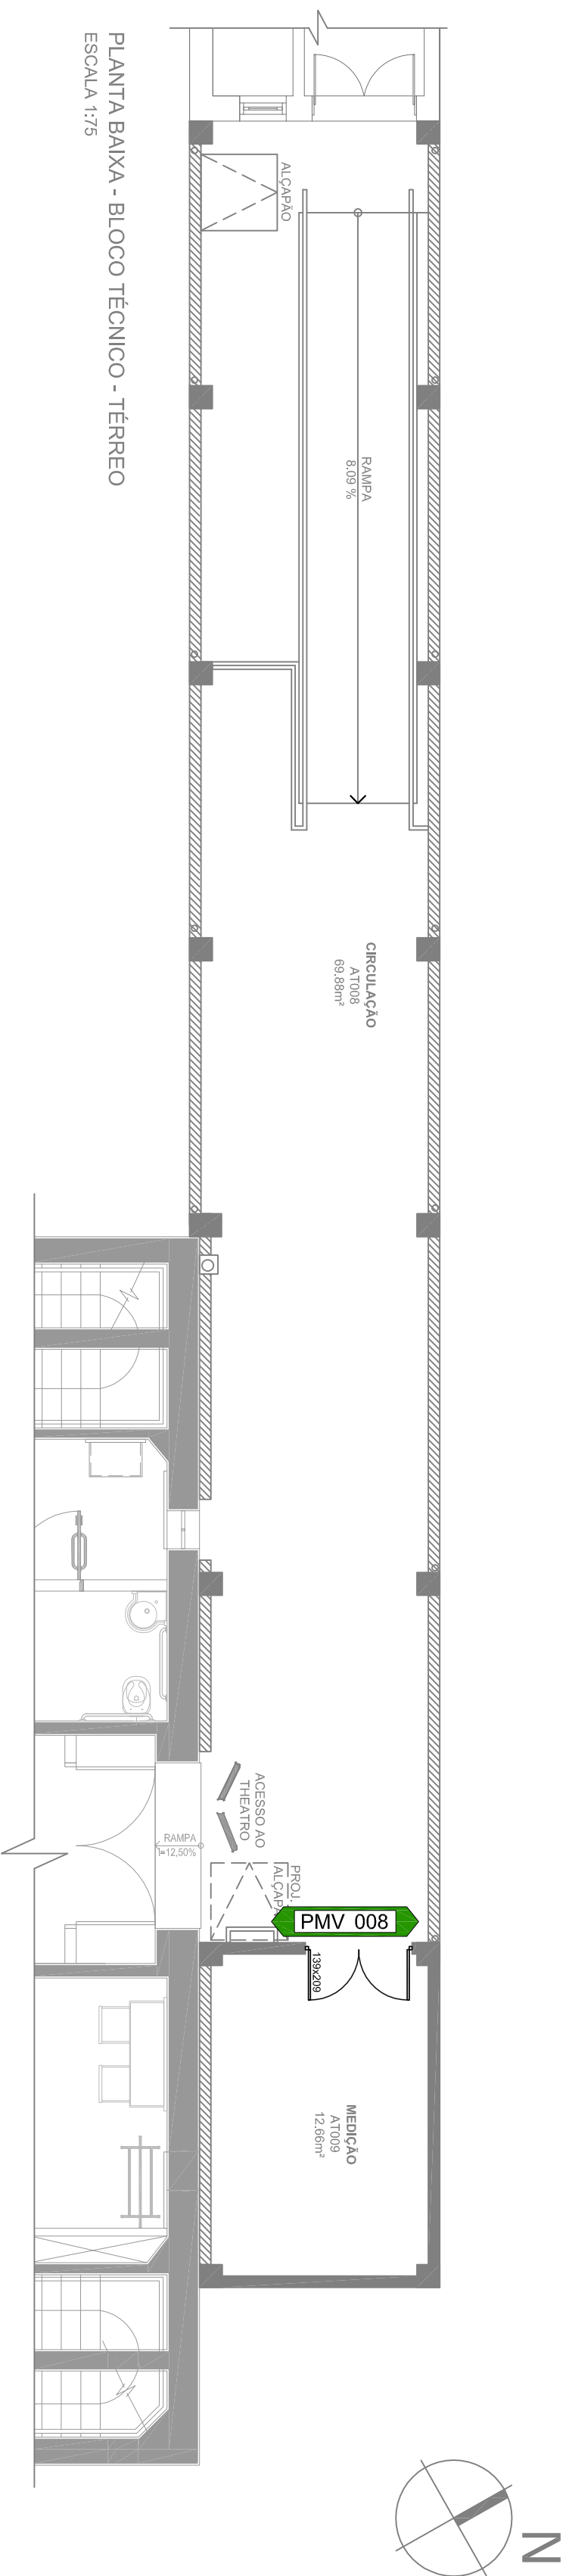 PLANTA BAIXA - BLOCO TÉCNICO - TÉRREO
ESCALA 1:75
ALÇAPÃO
RAMPA
8.09 %
CIRCULAÇÃO
AT008
69.88m²
ACESSO AO
THEATRO
RAMPA
i=12,50%
PROJ.
ALÇAPÃ
PMV 008
139x209
MEDIÇÃO
AT009
12.66m²
N